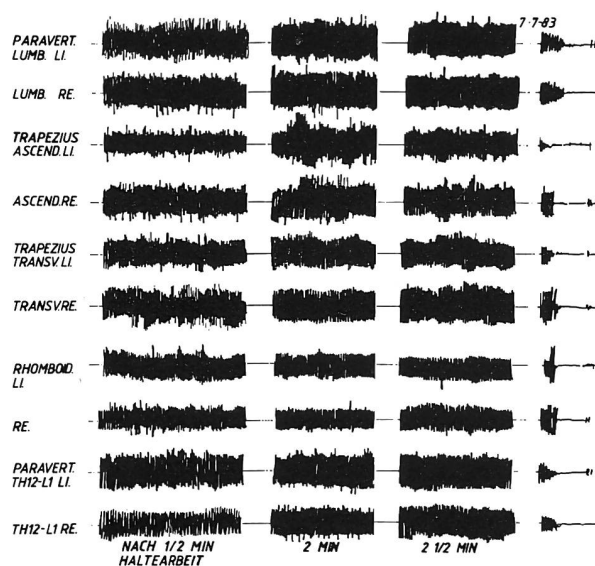 7·7·83
PARAVERT.
LUMB. LI.
LUMB. RE.
TRAPEZIUS
ASCEND.LI.
ASCEND.RE.
TRAPEZIUS
TRANSV.LI.
TRANSV.RE.
RHOMBOID.
LI.
RE.
PARAVERT.
TH12-L1 LI.
TH12-L1 RE.
NACH 1/2 MIN
HALTEARBEIT
2 MIN
2 1/2 MIN